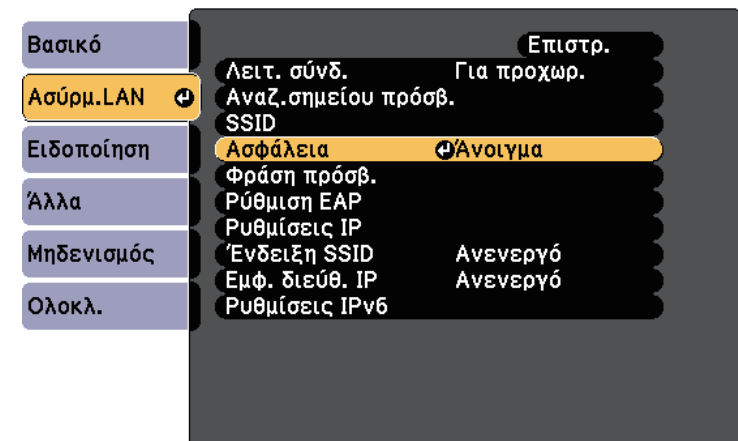 Βασικό
Ασύρμ.LAN
Ειδοποίηση
Άλλα
Μηδενισμός
Ολοκλ.
Επιστρ.
Λειτ. σύνδ. Για προχωρ.
Αναζ.σημείου πρόσβ.
SSID
Ασφάλεια Άνοιγμα
Φράση πρόσβ.
Ρύθμιση EAP
Ρυθμίσεις IP
Ένδειξη SSID Ανενεργό
Εμφ. διεύθ. IP Ανενεργό
Ρυθμίσεις IPv6